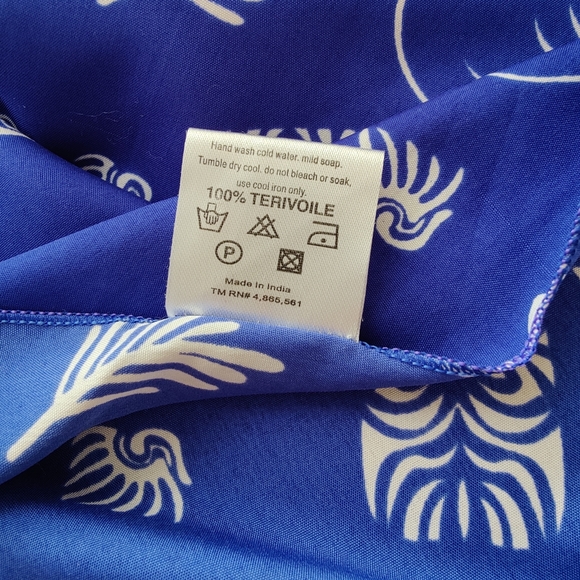 Hand wash cold water. mild soap.
Tumble dry cool. do not bleach or soak,
use cool iron only.
100% TERIVOILE
P
Made in India
TM RN# 4,865,561